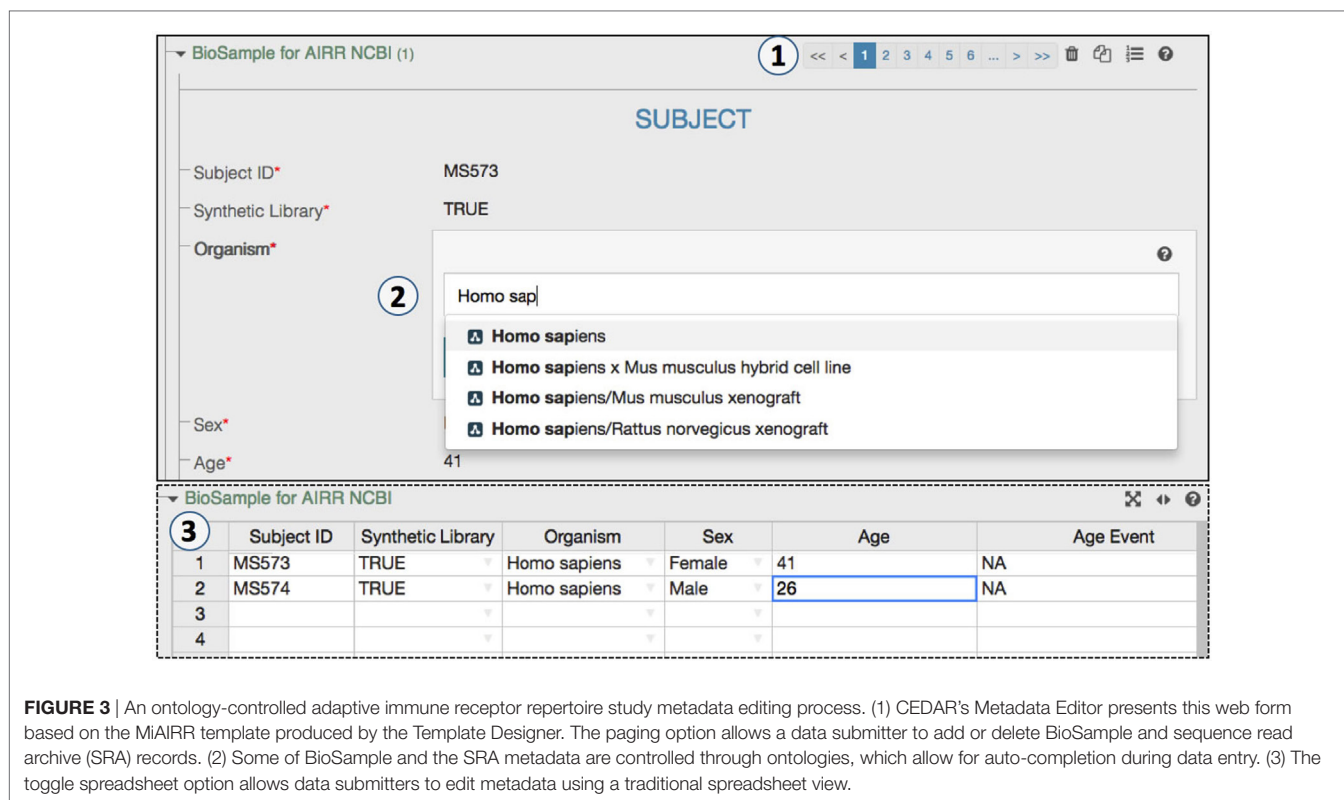 BioSample for AIRR NCBI (1)
1 << < 1 2 3 4 5 6 ... > >>
SUBJECT
Subject ID* MS573
Synthetic Library* TRUE
Organism*
2 Homo sap
Homo sapiens
Homo sapiens x Mus musculus hybrid cell line
Homo sapiens/Mus musculus xenograft
Homo sapiens/Rattus norvegicus xenograft
Sex*
Age* 41
BioSample for AIRR NCBI
3 Subject ID Synthetic Library Organism Sex Age Age Event
1 MS573 TRUE Homo sapiens Female 41 NA
2 MS574 TRUE Homo sapiens Male 26 NA
3
4
FIGURE 3 | An ontology-controlled adaptive immune receptor repertoire study metadata editing process. (1) CEDAR's Metadata Editor presents this web form
based on the MiAIRR template produced by the Template Designer. The paging option allows a data submitter to add or delete BioSample and sequence read
archive (SRA) records. (2) Some of BioSample and the SRA metadata are controlled through ontologies, which allow for auto-completion during data entry. (3) The
toggle spreadsheet option allows data submitters to edit metadata using a traditional spreadsheet view.